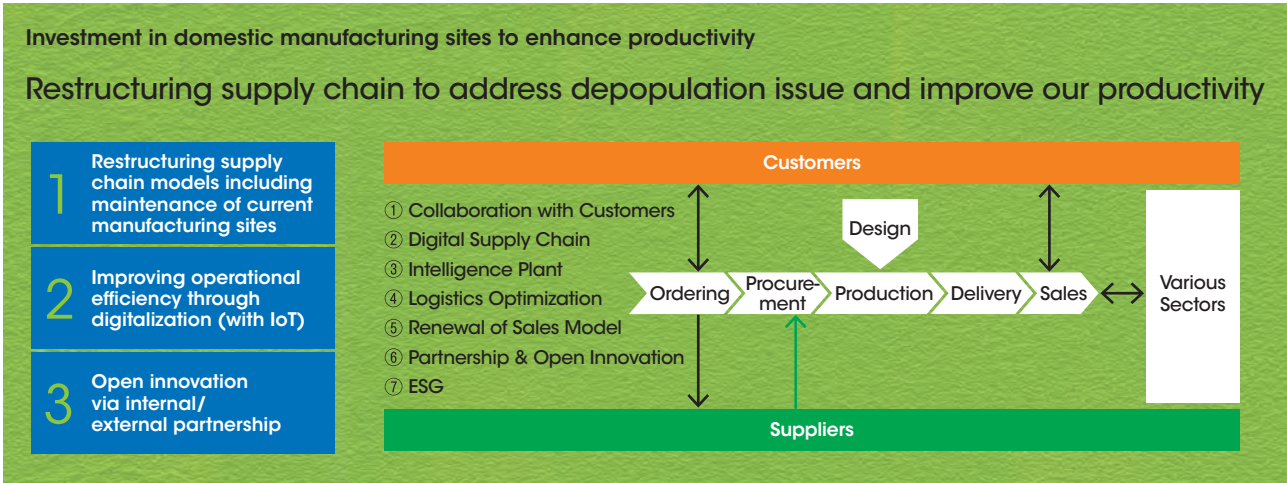 Investment in domestic manufacturing sites to enhance productivity
Restructuring supply chain to address depopulation issue and improve our productivity
1
Restructuring supply
chain models including
maintenance of current
manufacturing sites
2
Improving operational
efficiency through
digitalization (with IoT)
3
Open innovation
via internal/
external partnership
Customers
① Collaboration with Customers
② Digital Supply Chain
③ Intelligence Plant
④ Logistics Optimization
⑤ Renewal of Sales Model
⑥ Partnership & Open Innovation
⑦ ESG
Design
Ordering
Procure-
ment
Production
Delivery
Sales
Various
Sectors
Suppliers